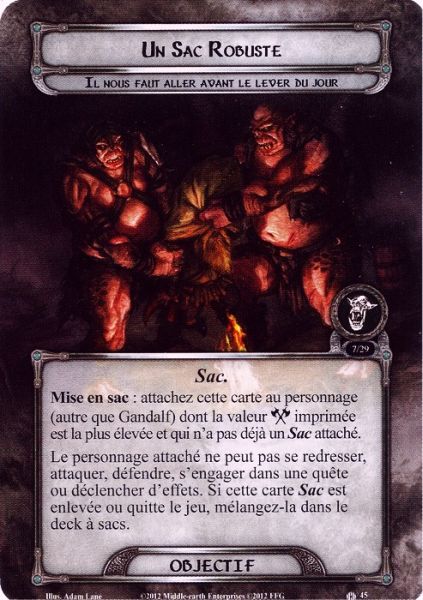 Un Sac Robuste
Il nous faut aller avant le lever du jour
7/29
Sac.
Mise en sac : attachez cette carte au personnage
(autre que Gandalf) dont la valeur imprimée
est la plus élevée et qui n'a pas déjà un Sac attaché.
Le personnage attaché ne peut pas se redresser,
attaquer, défendre, s'engager dans une quête
ou déclencher d'effets. Si cette carte Sac est
enlevée ou quitte le jeu, mélangez-la dans le
deck à sacs.
OBJECTIF
Illus. Adam Lane ©2012 Middle-earth Enterprises ©2012 FFG 45